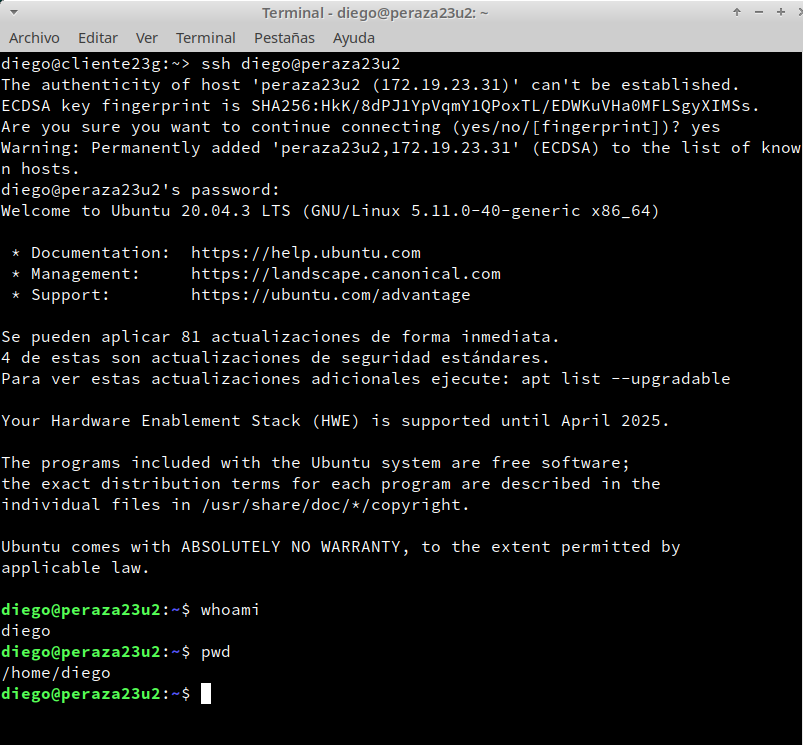 Terminal - diego@peraza23u2: ~
Archivo Editar Ver Terminal Pestañas Ayuda
diego@cliente23g:~> ssh diego@peraza23u2
The authenticity of host 'peraza23u2 (172.19.23.31)' can't be established.
ECDSA key fingerprint is SHA256:HkK/8dPJ1YpVqmY1QPoxTL/EDWKuVHa0MFLSgyXIMSs.
Are you sure you want to continue connecting (yes/no/[fingerprint])? yes
Warning: Permanently added 'peraza23u2,172.19.23.31' (ECDSA) to the list of know
n hosts.
diego@peraza23u2's password:
Welcome to Ubuntu 20.04.3 LTS (GNU/Linux 5.11.0-40-generic x86_64)
* Documentation: https://help.ubuntu.com
* Management: https://landscape.canonical.com
* Support: https://ubuntu.com/advantage
Se pueden aplicar 81 actualizaciones de forma inmediata.
4 de estas son actualizaciones de seguridad estándares.
Para ver estas actualizaciones adicionales ejecute: apt list --upgradable
Your Hardware Enablement Stack (HWE) is supported until April 2025.
The programs included with the Ubuntu system are free software;
the exact distribution terms for each program are described in the
individual files in /usr/share/doc/*/copyright.
Ubuntu comes with ABSOLUTELY NO WARRANTY, to the extent permitted by
applicable law.
diego@peraza23u2:~$ whoami
diego
diego@peraza23u2:~$ pwd
/home/diego
diego@peraza23u2:~$